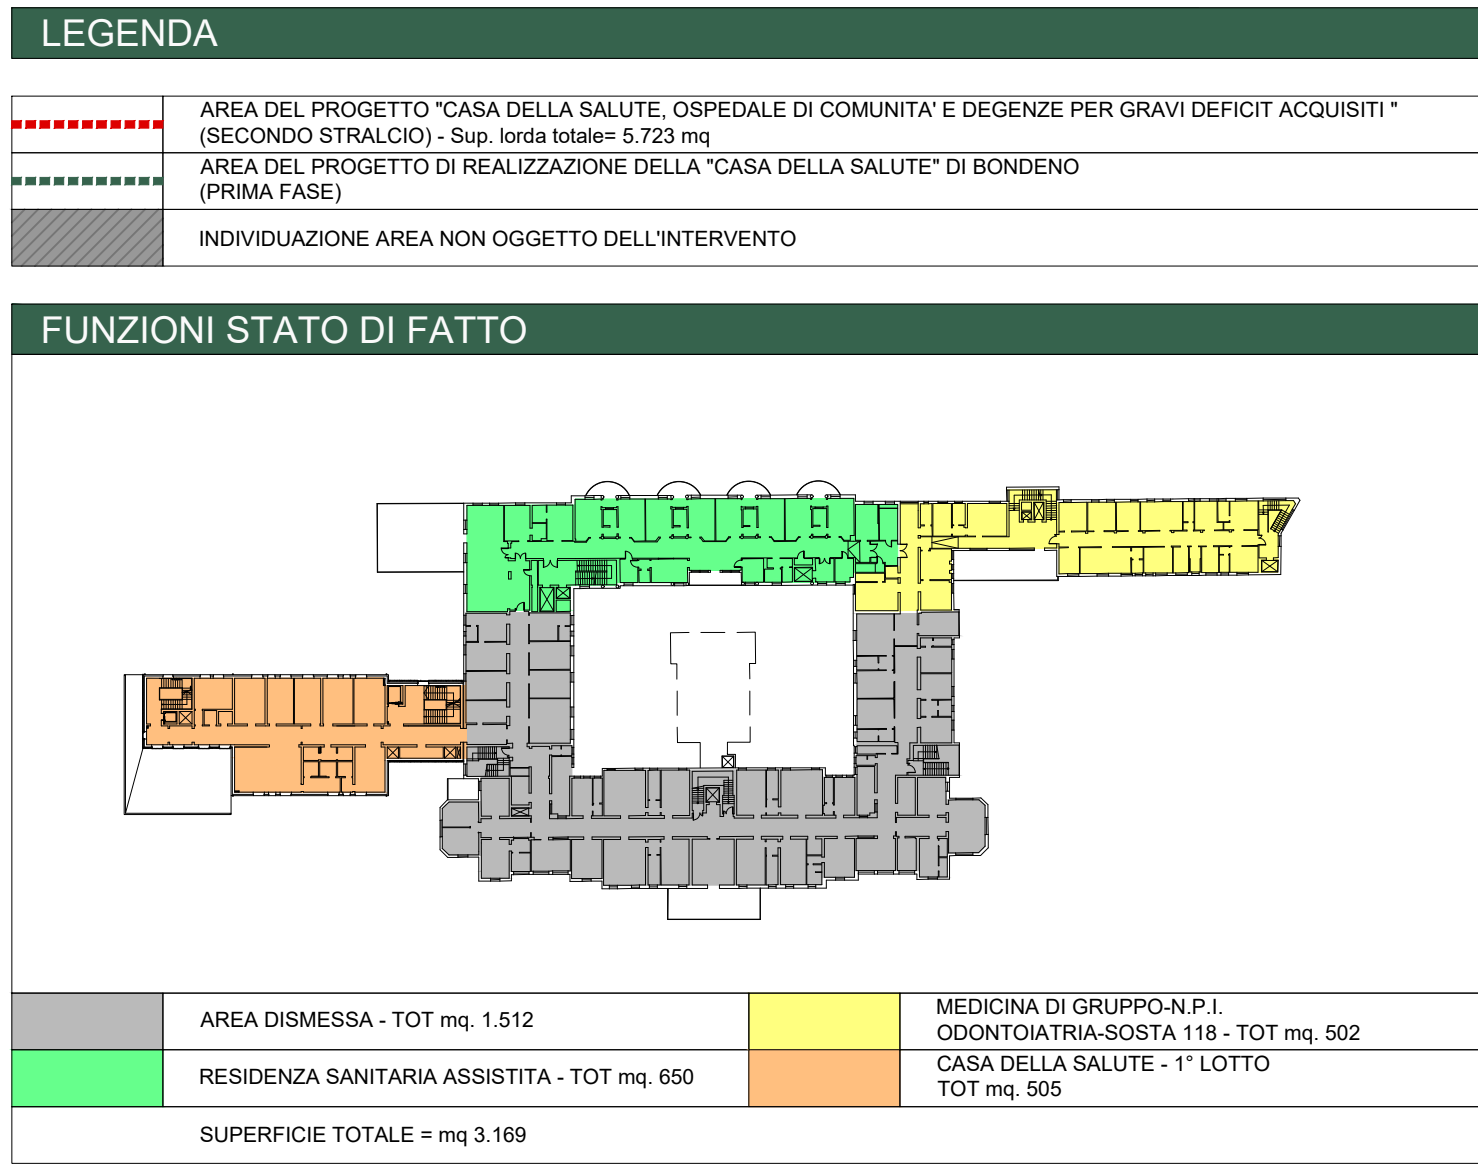 LEGENDA
AREA DEL PROGETTO "CASA DELLA SALUTE, OSPEDALE DI COMUNITA' E DEGENZE PER GRAVI DEFICIT ACQUISITI "
(SECONDO STRALCIO) - Sup. lorda totale= 5.723 mq
AREA DEL PROGETTO DI REALIZZAZIONE DELLA "CASA DELLA SALUTE" DI BONDENO
(PRIMA FASE)
INDIVIDUAZIONE AREA NON OGGETTO DELL'INTERVENTO
FUNZIONI STATO DI FATTO
AREA DISMESSA - TOT mq. 1.512
MEDICINA DI GRUPPO-N.P.I.
ODONTOIATRIA-SOSTA 118 - TOT mq. 502
RESIDENZA SANITARIA ASSISTITA - TOT mq. 650
CASA DELLA SALUTE - 1° LOTTO
TOT mq. 505
SUPERFICIE TOTALE = mq 3.169